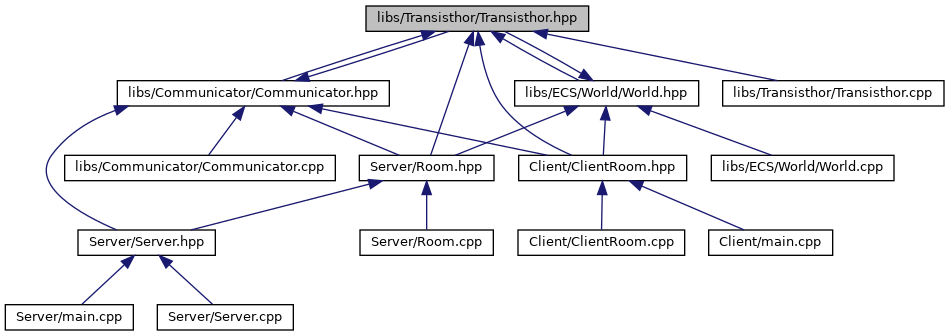 libs/Transisthor/Transisthor.hpp
libs/Communicator/Communicator.hpp
libs/ECS/World/World.hpp
libs/Transisthor/Transisthor.cpp
libs/Communicator/Communicator.cpp
Server/Room.hpp
Client/ClientRoom.hpp
libs/ECS/World/World.cpp
Server/Server.hpp
Server/Room.cpp
Client/ClientRoom.cpp
Client/main.cpp
Server/main.cpp
Server/Server.cpp